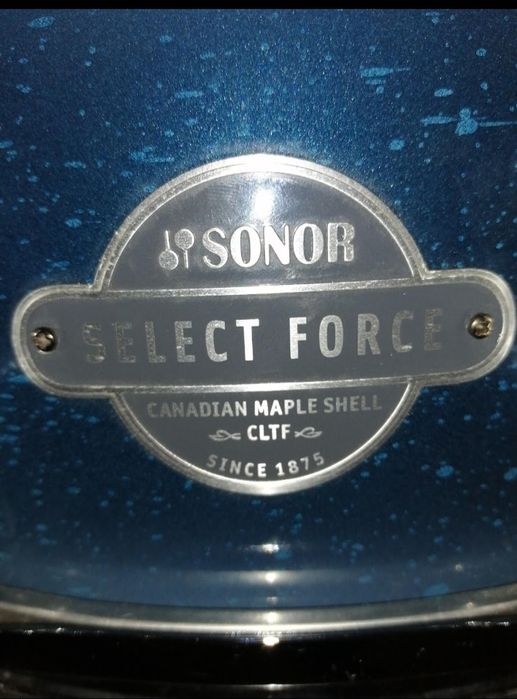 SONOR
SELECT FORCE
CANADIAN MAPLE SHELL
CLTF
SINCE 1875